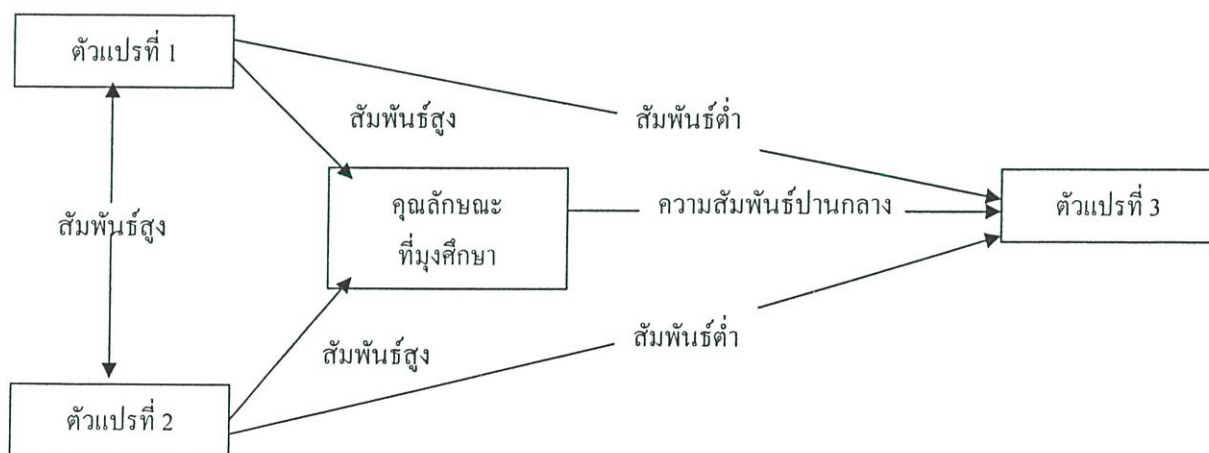 ตัวแปรที่ 1
สัมพันธ์สูง
สัมพันธ์ต่ำ
สัมพันธ์สูง
คุณลักษณะ
ที่มุงศึกษา
ความสัมพันธ์ปานกลาง
ตัวแปรที่ 3
สัมพันธ์สูง
สัมพันธ์ต่ำ
ตัวแปรที่ 2